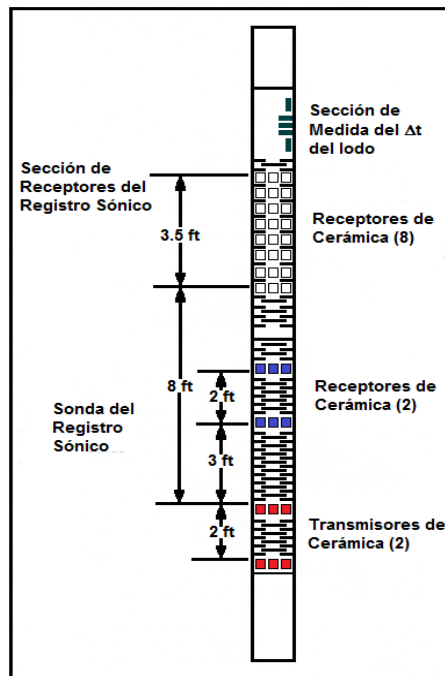 Sección de
Medida del Δt
del lodo
Sección de
Receptores del
Registro Sónico
3.5 ft
Receptores de
Cerámica (8)
8 ft
2 ft
Receptores de
Cerámica (2)
Sonda del
Registro
Sónico
3 ft
2 ft
Transmisores de
Cerámica (2)